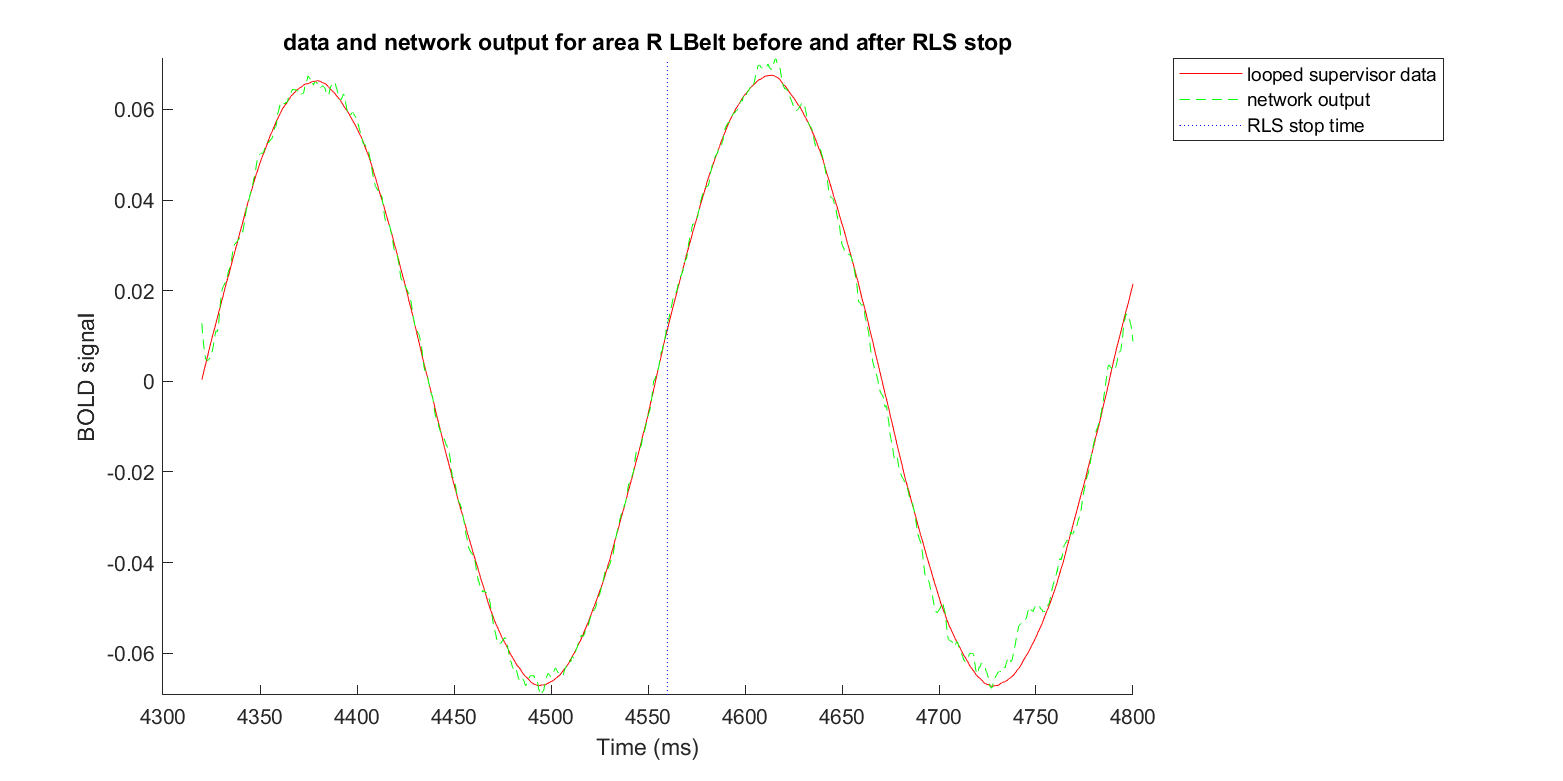 data and network output for area R LBelt before and after RLS stop
looped supervisor data
network output
RLS stop time
BOLD signal
0.06
0.04
0.02
0
-0.02
-0.04
-0.06
4300 4350 4400 4450 4500 4550 4600 4650 4700 4750 4800
Time (ms)